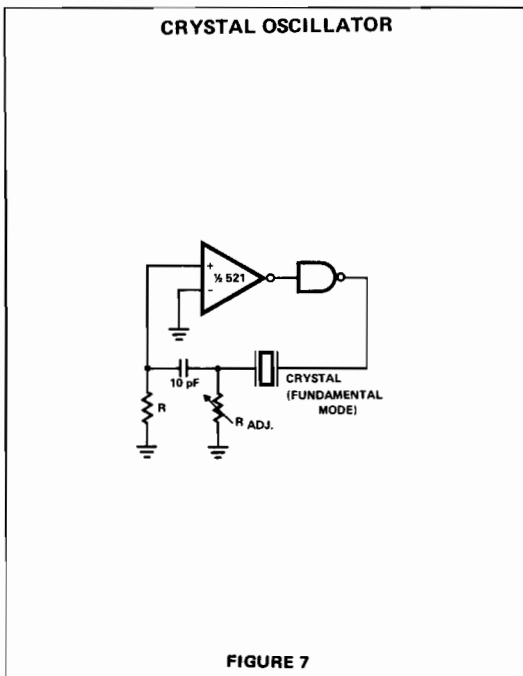 CRYSTAL OSCILLATOR
+
½ 521
-
10 pF
CRYSTAL
(FUNDAMENTAL
MODE)
R
R ADJ.
FIGURE 7